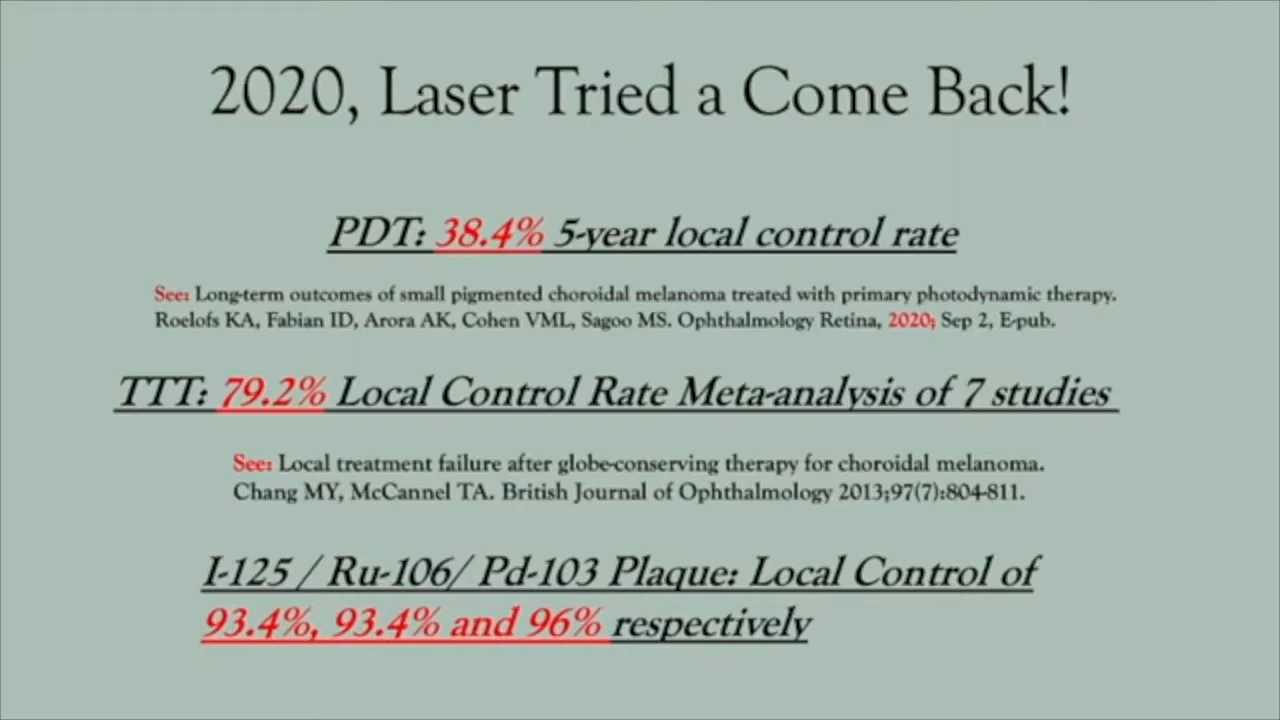 2020, Laser Tried a Come Back!
PDT: 38.4% 5-year local control rate
See: Long-term outcomes of small pigmented choroidal melanoma treated with primary photodynamic therapy.
Roelofs KA, Fabian ID, Arora AK, Cohen VML, Sagoo MS. Ophthalmology Retina, 2020; Sep 2, E-pub.
TTT: 79.2% Local Control Rate Meta-analysis of 7 studies
See: Local treatment failure after globe-conserving therapy for choroidal melanoma.
Chang MY, McCannel TA. British Journal of Ophthalmology 2013;97(7):804-811.
I-125 / Ru-106/ Pd-103 Plaque: Local Control of
93.4%, 93.4% and 96% respectively